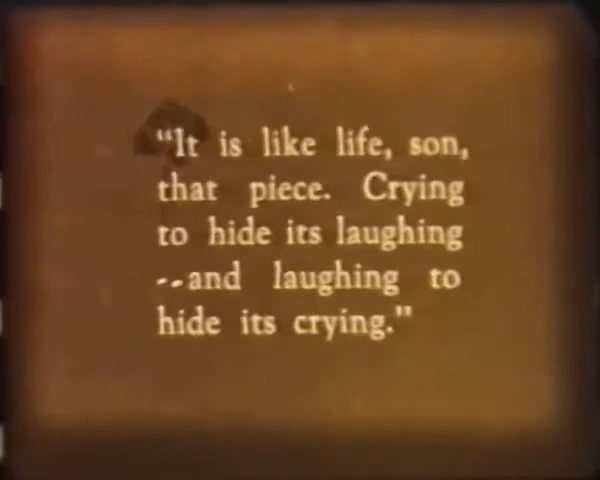 "It is like life, son,
that piece. Crying
to hide its laughing
--and laughing to
hide its crying."